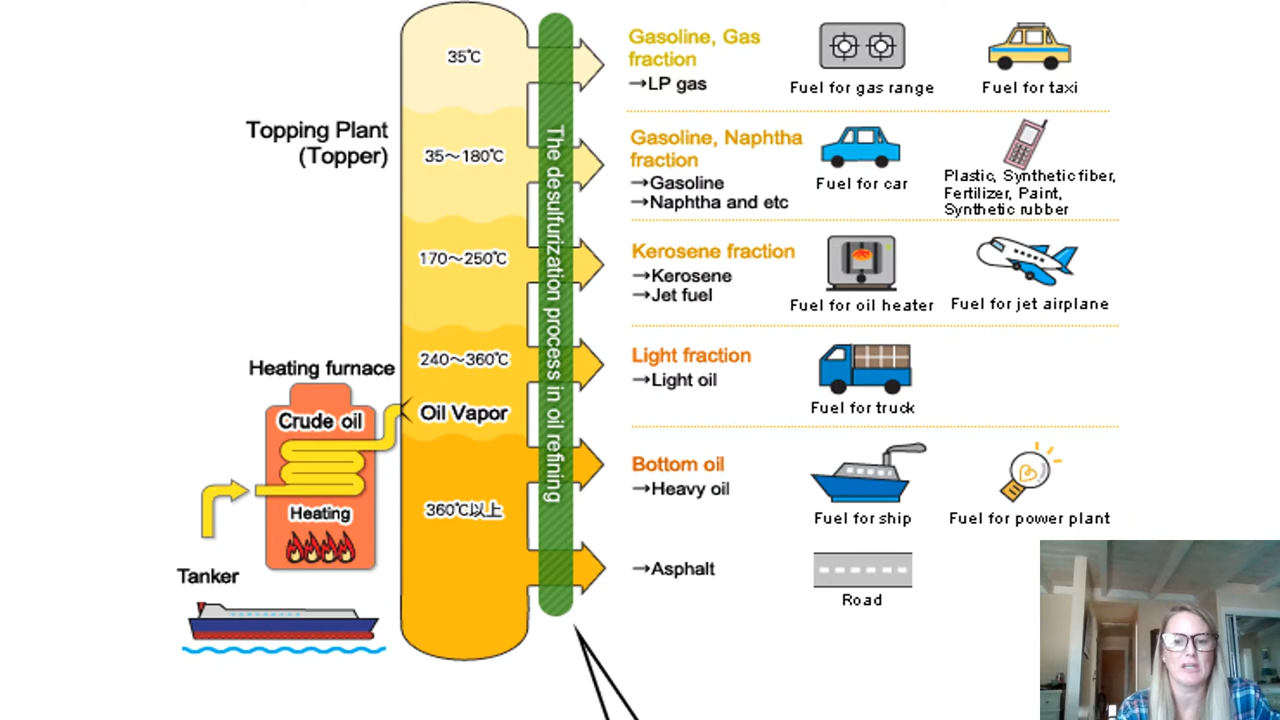 Topping Plant
(Topper)
Heating furnace
Crude oil
Heating
Tanker
35℃
35～180℃
170～250℃
240～360℃
Oil Vapor
360℃以上
The desulfurization process in oil refining
Gasoline, Gas
fraction
→LP gas
Fuel for gas range
Fuel for taxi
Gasoline, Naphtha
fraction
→Gasoline
→Naphtha and etc
Fuel for car
Plastic, Synthetic fiber,
Fertilizer, Paint,
Synthetic rubber
Kerosene fraction
→Kerosene
→Jet fuel
Fuel for oil heater
Fuel for jet airplane
Light fraction
→Light oil
Fuel for truck
Bottom oil
→Heavy oil
Fuel for ship
Fuel for power plant
→Asphalt
Road